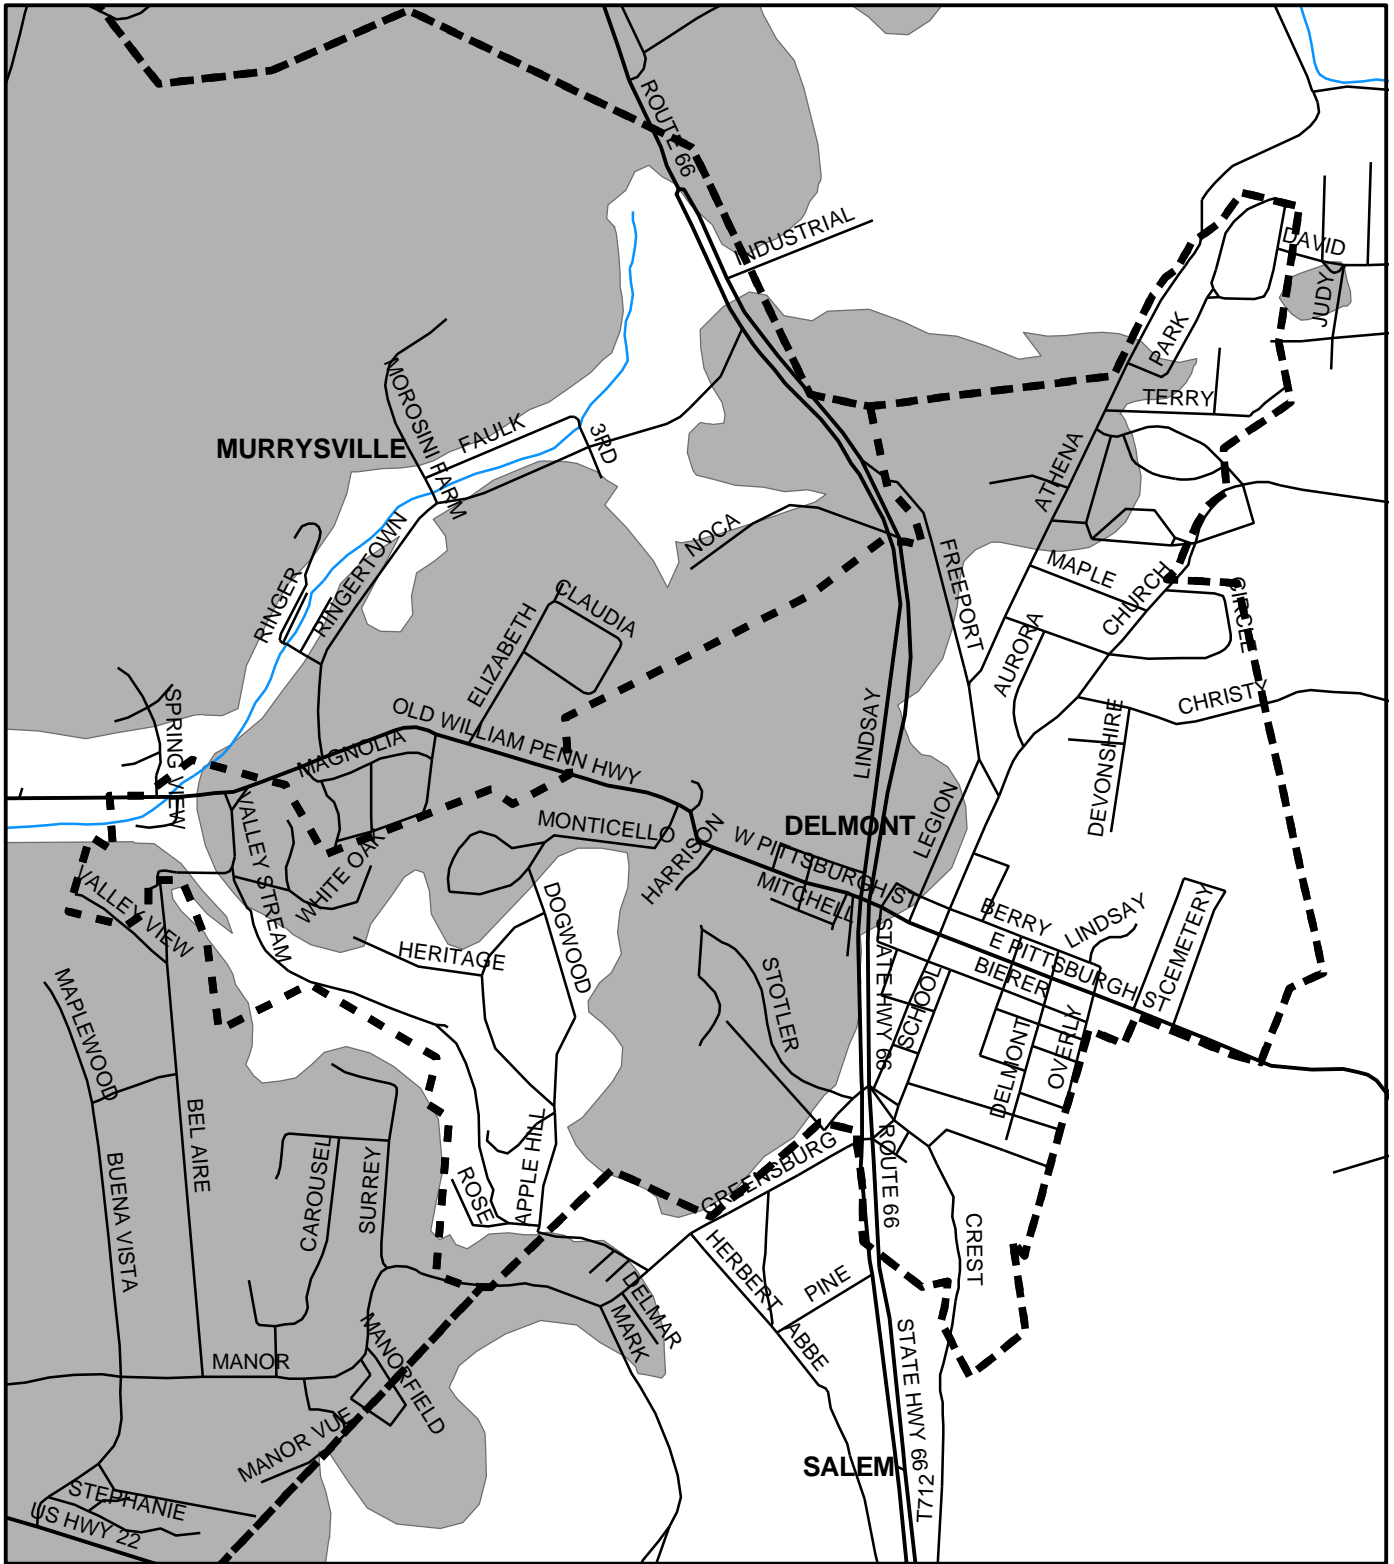 ROUTE 66
INDUSTRIAL
DAVID
JUDY
PARK
TERRY
MOROSINI FARM
FAULK
3RD
MURRYSVILLE
ATHENA
NOCA
RINGERTOWN
RINGER
FREEPORT
MAPLE
CHURCH
CIRCLE
CLAUDIA
ELIZABETH
AURORA
CHRISTY
SPRING VIEW
OLD WILLIAM PENN HWY
MAGNOLIA
LINDSAY
DEVONSHIRE
VALLEY STREAM
MONTICELLO
HARRISON
W PITTSBURGH ST
DELMONT
LEGION
WHITE OAK
MITCHELL
VALLEY VIEW
DOGWOOD
BERRY
LINDSAY
CEMETERY
HERITAGE
E PITTSBURGH ST
BIERER
STATE HWY 66
STOTLER
SCHOOL
MAPLEWOOD
DELMONT
OVERLY
BEL AIRE
APPLE HILL
CAROUSEL
SURREY
ROSE
GREENSBURG
ROUTE 66
BUENA VISTA
CREST
HERBERT
PINE
DELMAR
MARK
ABBE
MANOR
MANORFIELD
STATE HWY 66
MANOR VUE
SALEM
T712
STEPHANIE
US HWY 22